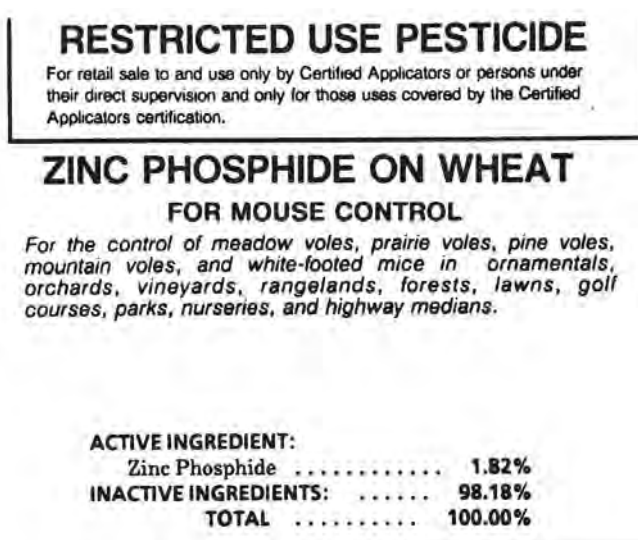 RESTRICTED USE PESTICIDE
For retail sale to and use only by Certified Applicators or persons under
their direct supervision and only for those uses covered by the Certified
Applicators certification.
ZINC PHOSPHIDE ON WHEAT
FOR MOUSE CONTROL
For the control of meadow voles, prairie voles, pine voles,
mountain voles, and white-footed mice in ornamentals,
orchards, vineyards, rangelands, forests, lawns, golf
courses, parks, nurseries, and highway medians.
ACTIVE INGREDIENT:
Zinc Phosphide ............ 1.82%
INACTIVE INGREDIENTS: ...... 98.18%
TOTAL .......... 100.00%